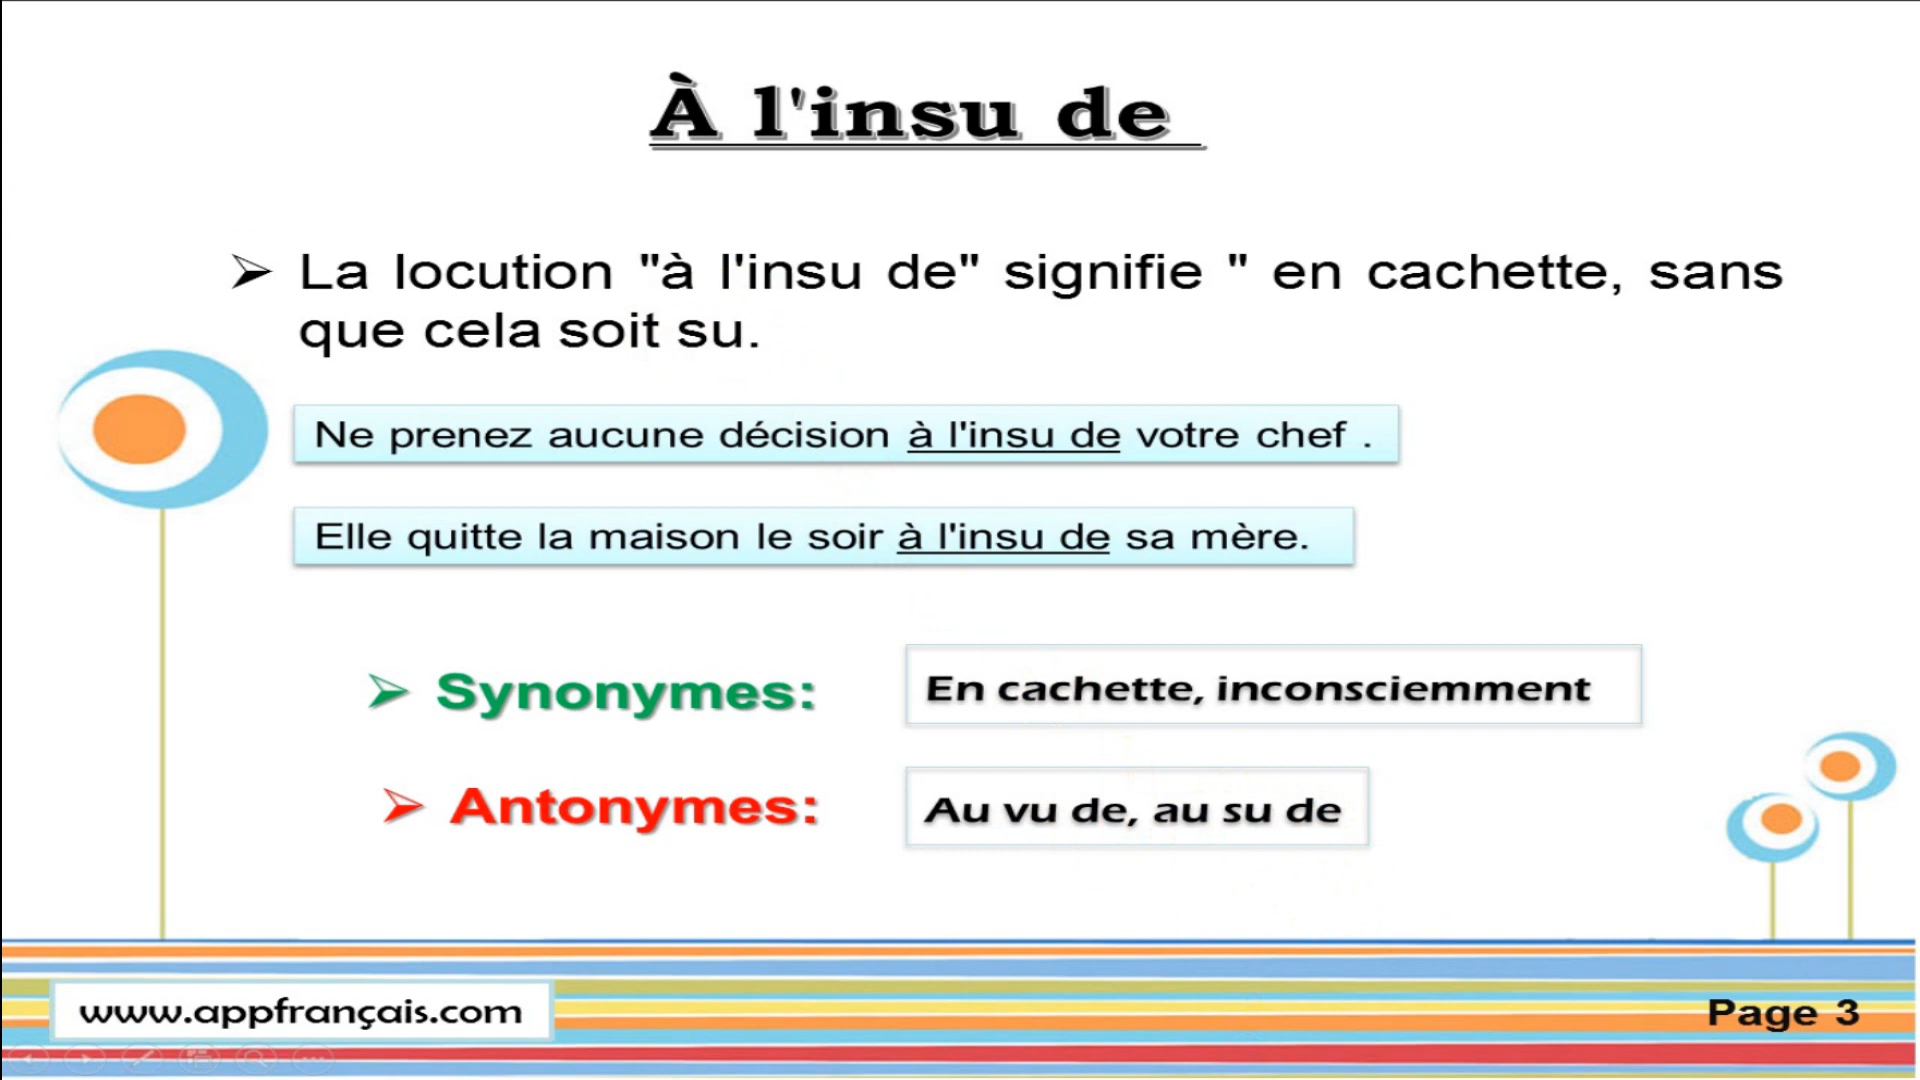 À l'insu de
➢ La locution "à l'insu de" signifie " en cachette, sans
que cela soit su.
Ne prenez aucune décision à l'insu de votre chef .
Elle quitte la maison le soir à l'insu de sa mère.
➢ Synonymes: En cachette, inconsciemment
➢ Antonymes: Au vu de, au su de
www.appfrançais.com
Page 3